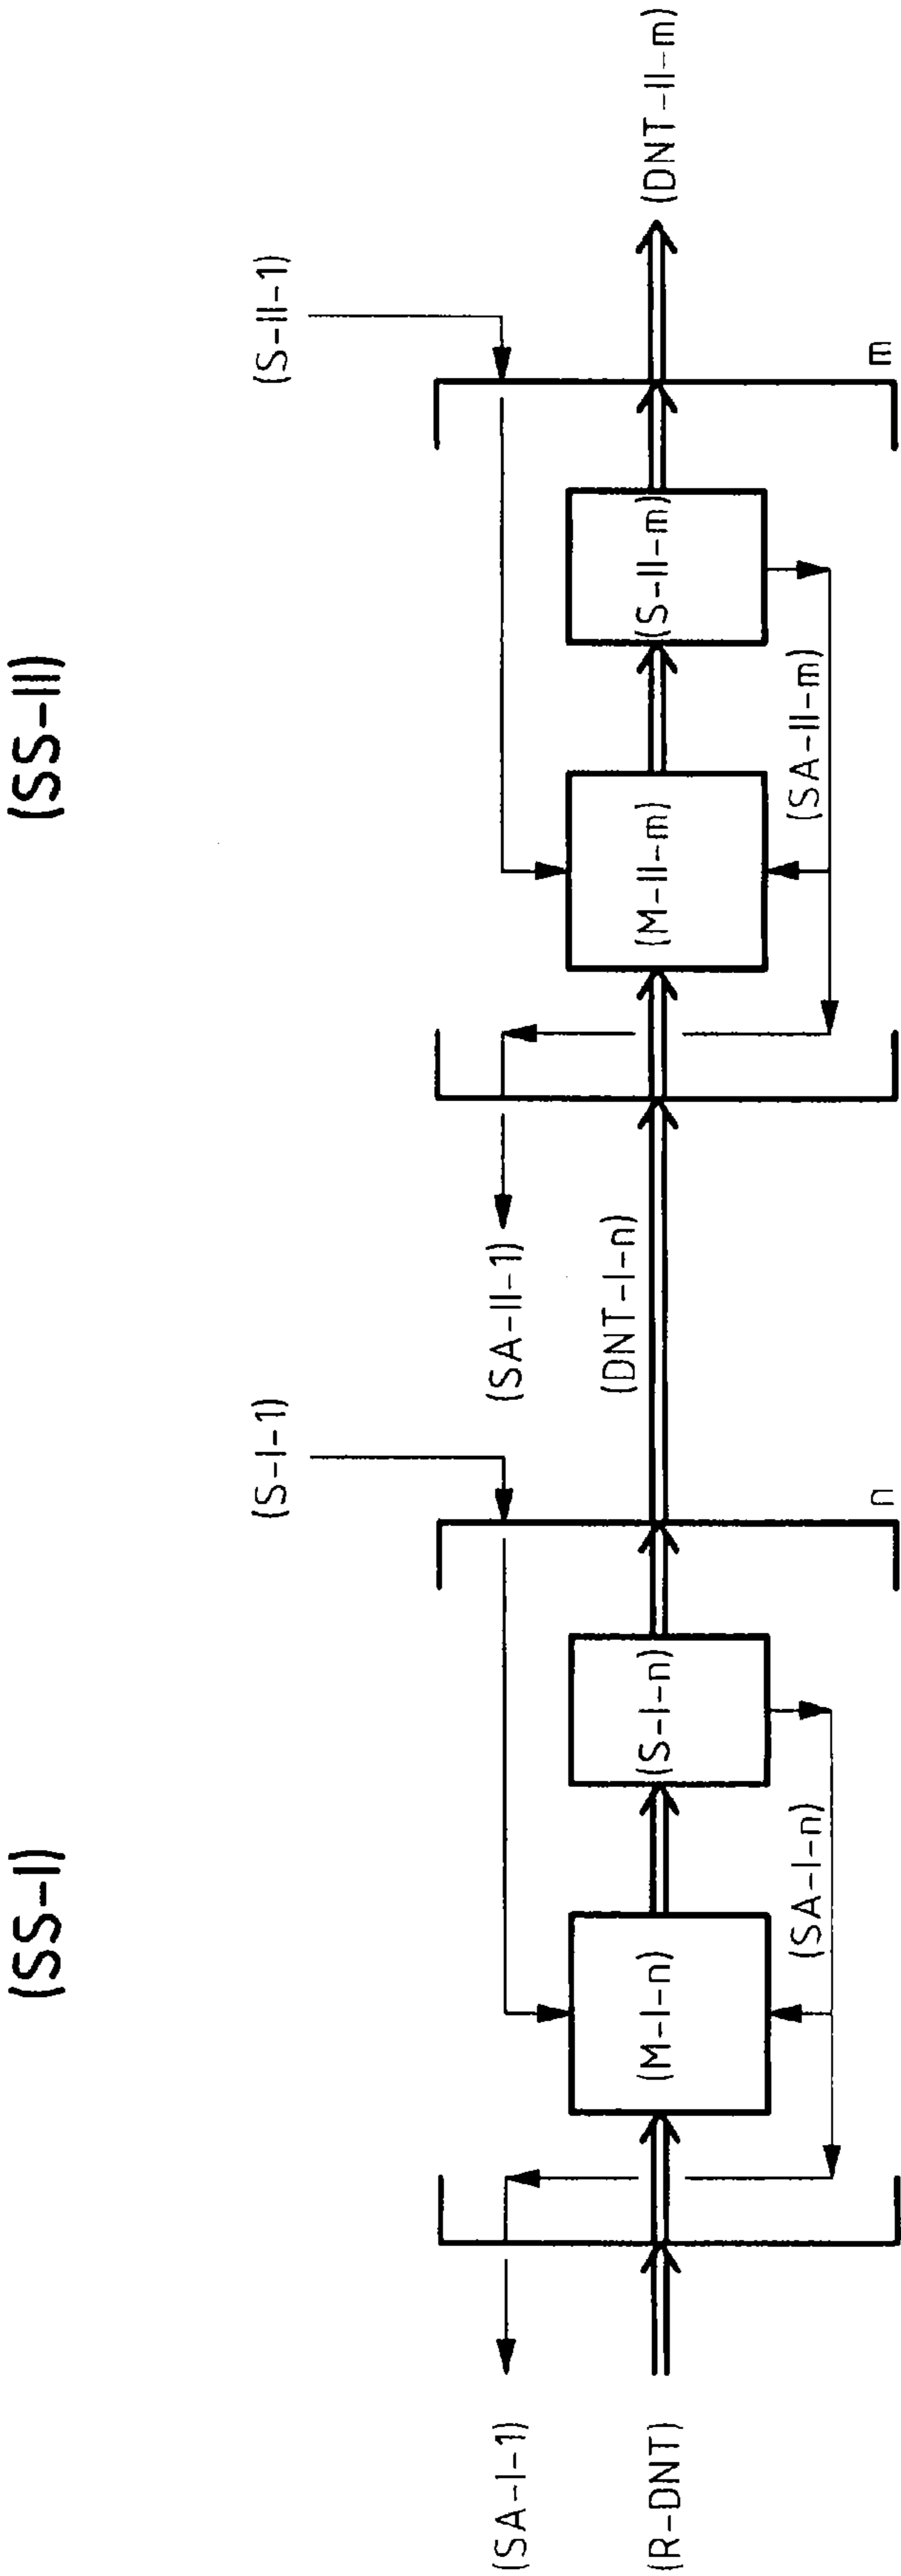 (SS-I)
(SS-II)
(S-I-1)
(S-II-1)
(SA-I-1)
(SA-II-1)
(R-DNT)
(M-I-n)
(S-I-n)
(DNT-I-n)
(M-II-m)
(S-II-m)
(DNT-II-m)
(SA-I-n)
(SA-II-m)
n
m